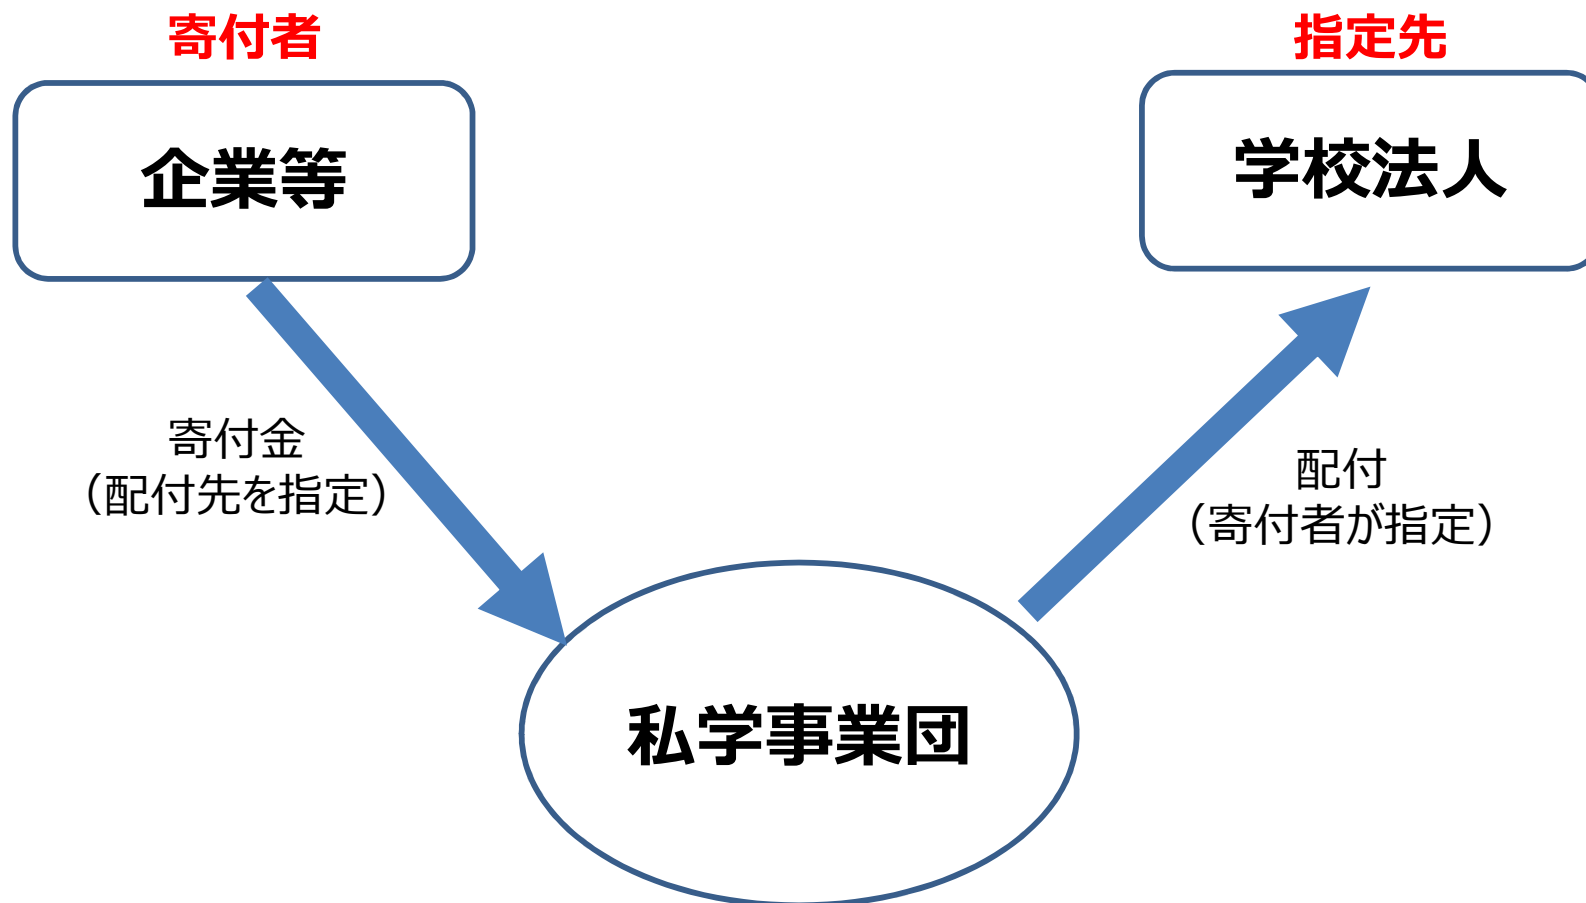 寄付者
企業等
指定先
学校法人
寄付金
（配付先を指定）
配付
（寄付者が指定）
私学事業団